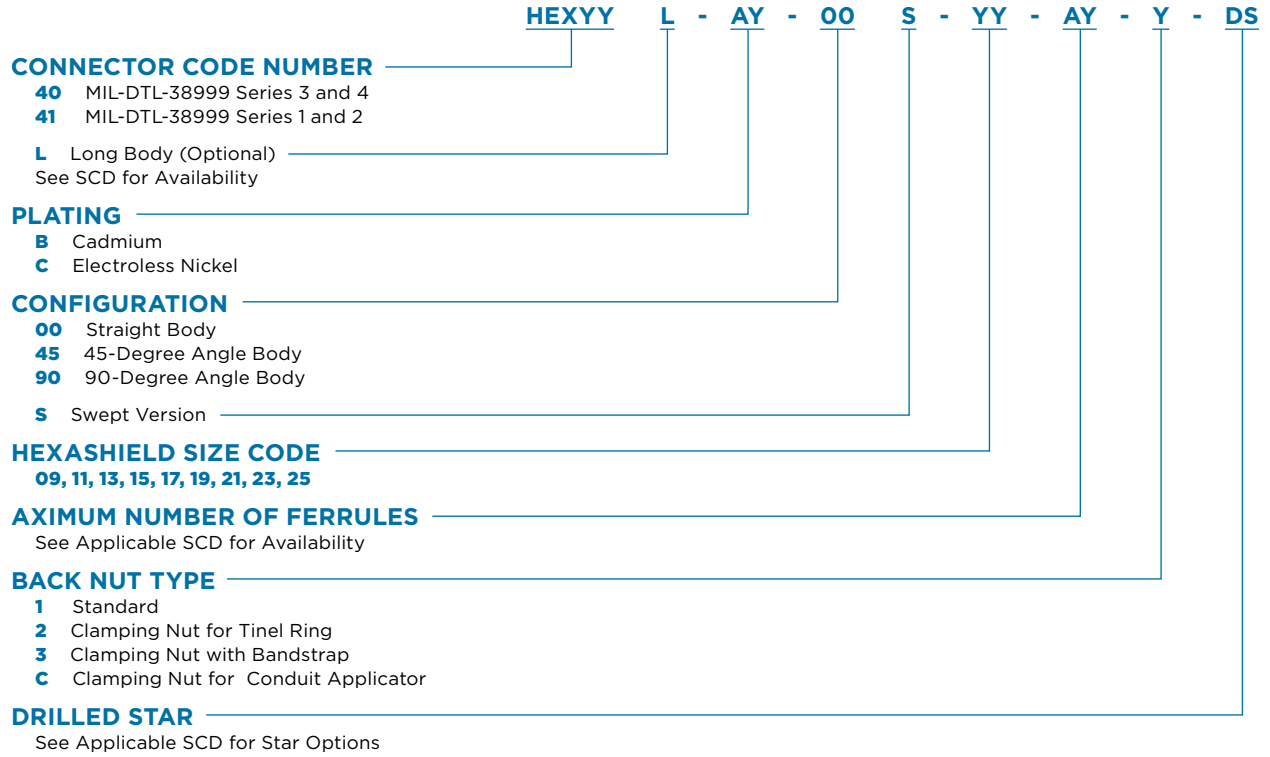 HEXYY L - AY - 00 S - YY - AY - Y - DS
CONNECTOR CODE NUMBER
40 MIL-DTL-38999 Series 3 and 4
41 MIL-DTL-38999 Series 1 and 2
L Long Body (Optional)
See SCD for Availability
PLATING
B Cadmium
C Electroless Nickel
CONFIGURATION
00 Straight Body
45 45-Degree Angle Body
90 90-Degree Angle Body
S Swept Version
HEXASHIELD SIZE CODE
09, 11, 13, 15, 17, 19, 21, 23, 25
AXIMUM NUMBER OF FERRULES
See Applicable SCD for Availability
BACK NUT TYPE
1 Standard
2 Clamping Nut for Tinel Ring
3 Clamping Nut with Bandstrap
C Clamping Nut for Conduit Applicator
DRILLED STAR
See Applicable SCD for Star Options